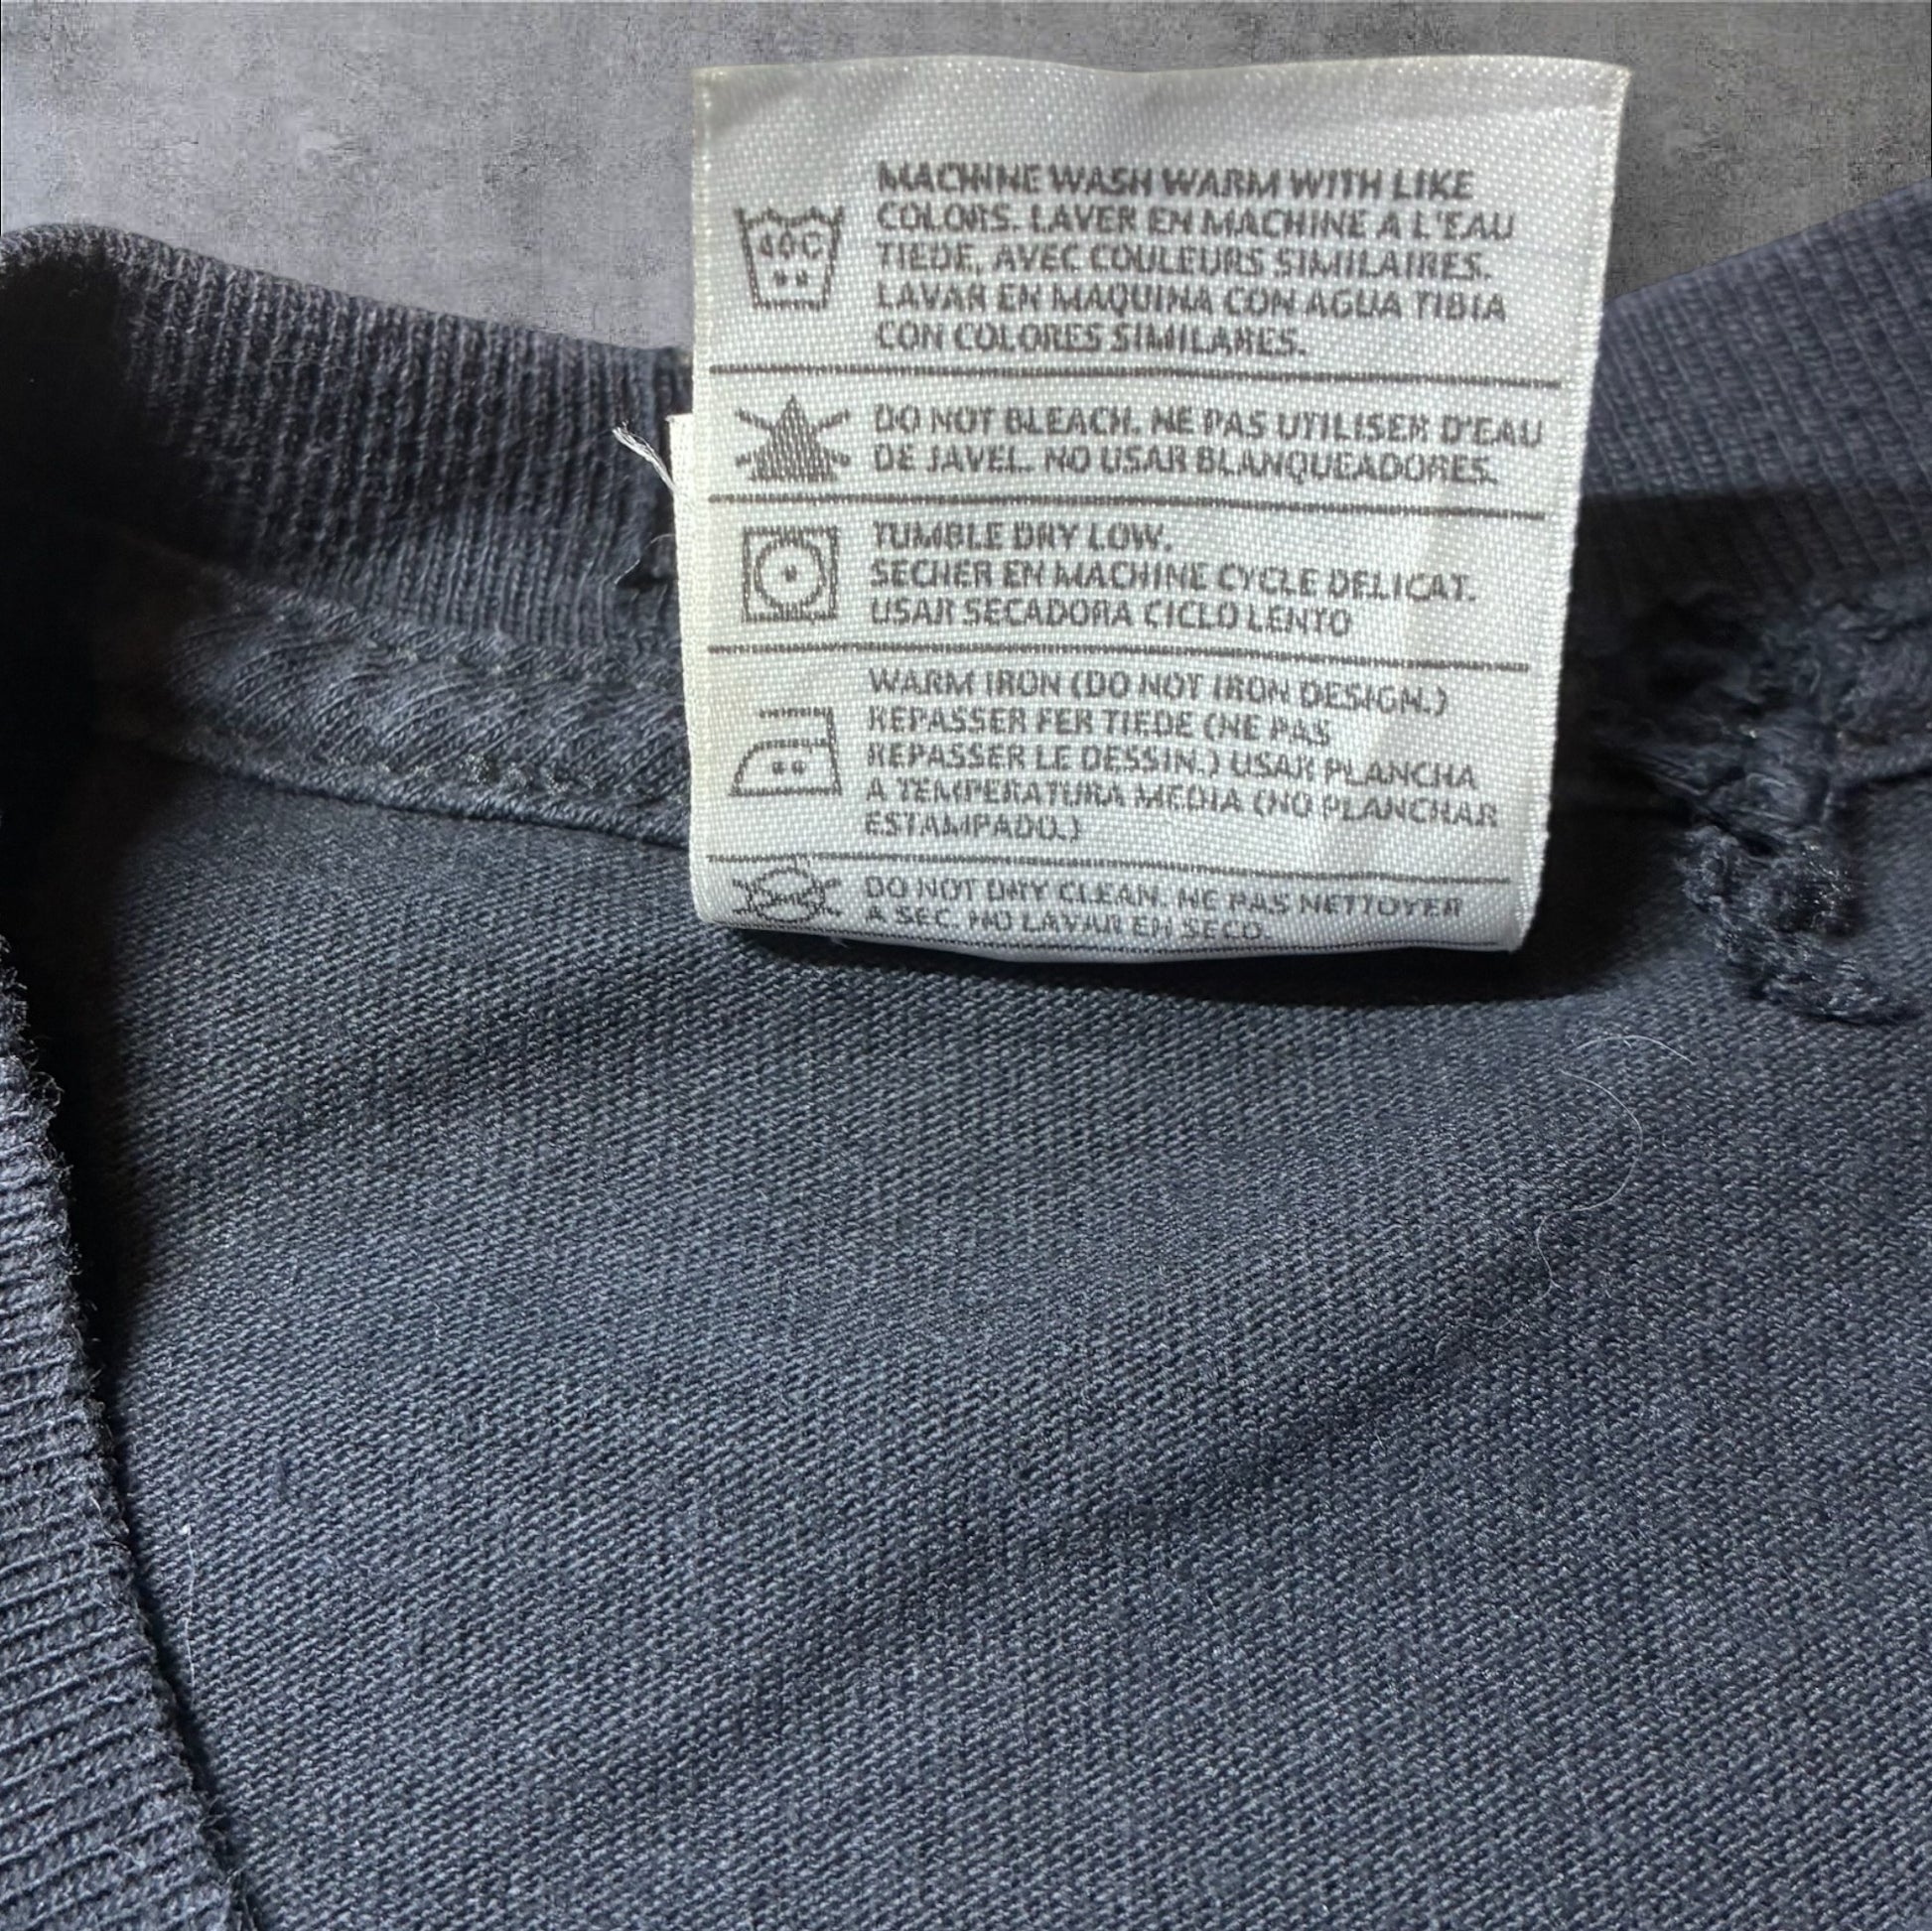 MACHINE WASH WARM WITH LIKE
COLORS. LAVER EN MACHINE A L'EAU
TIEDE, AVEC COULEURS SIMILAIRES.
LAVAR EN MAQUINA CON AGUA TIBIA
CON COLORES SIMILARES.
40C
DO NOT BLEACH. NE PAS UTILISER D'EAU
DE JAVEL. NO USAR BLANQUEADORES.
TUMBLE DRY LOW.
SECHER EN MACHINE CYCLE DELICAT.
USAR SECADORA CICLO LENTO
WARM IRON (DO NOT IRON DESIGN.)
REPASSER FER TIEDE (NE PAS
REPASSER LE DESSIN.) USAR PLANCHA
A TEMPERATURA MEDIA (NO PLANCHAR
ESTAMPADO.)
DO NOT DRY CLEAN. NE PAS NETTOYER
A SEC. NO LAVAR EN SECO.